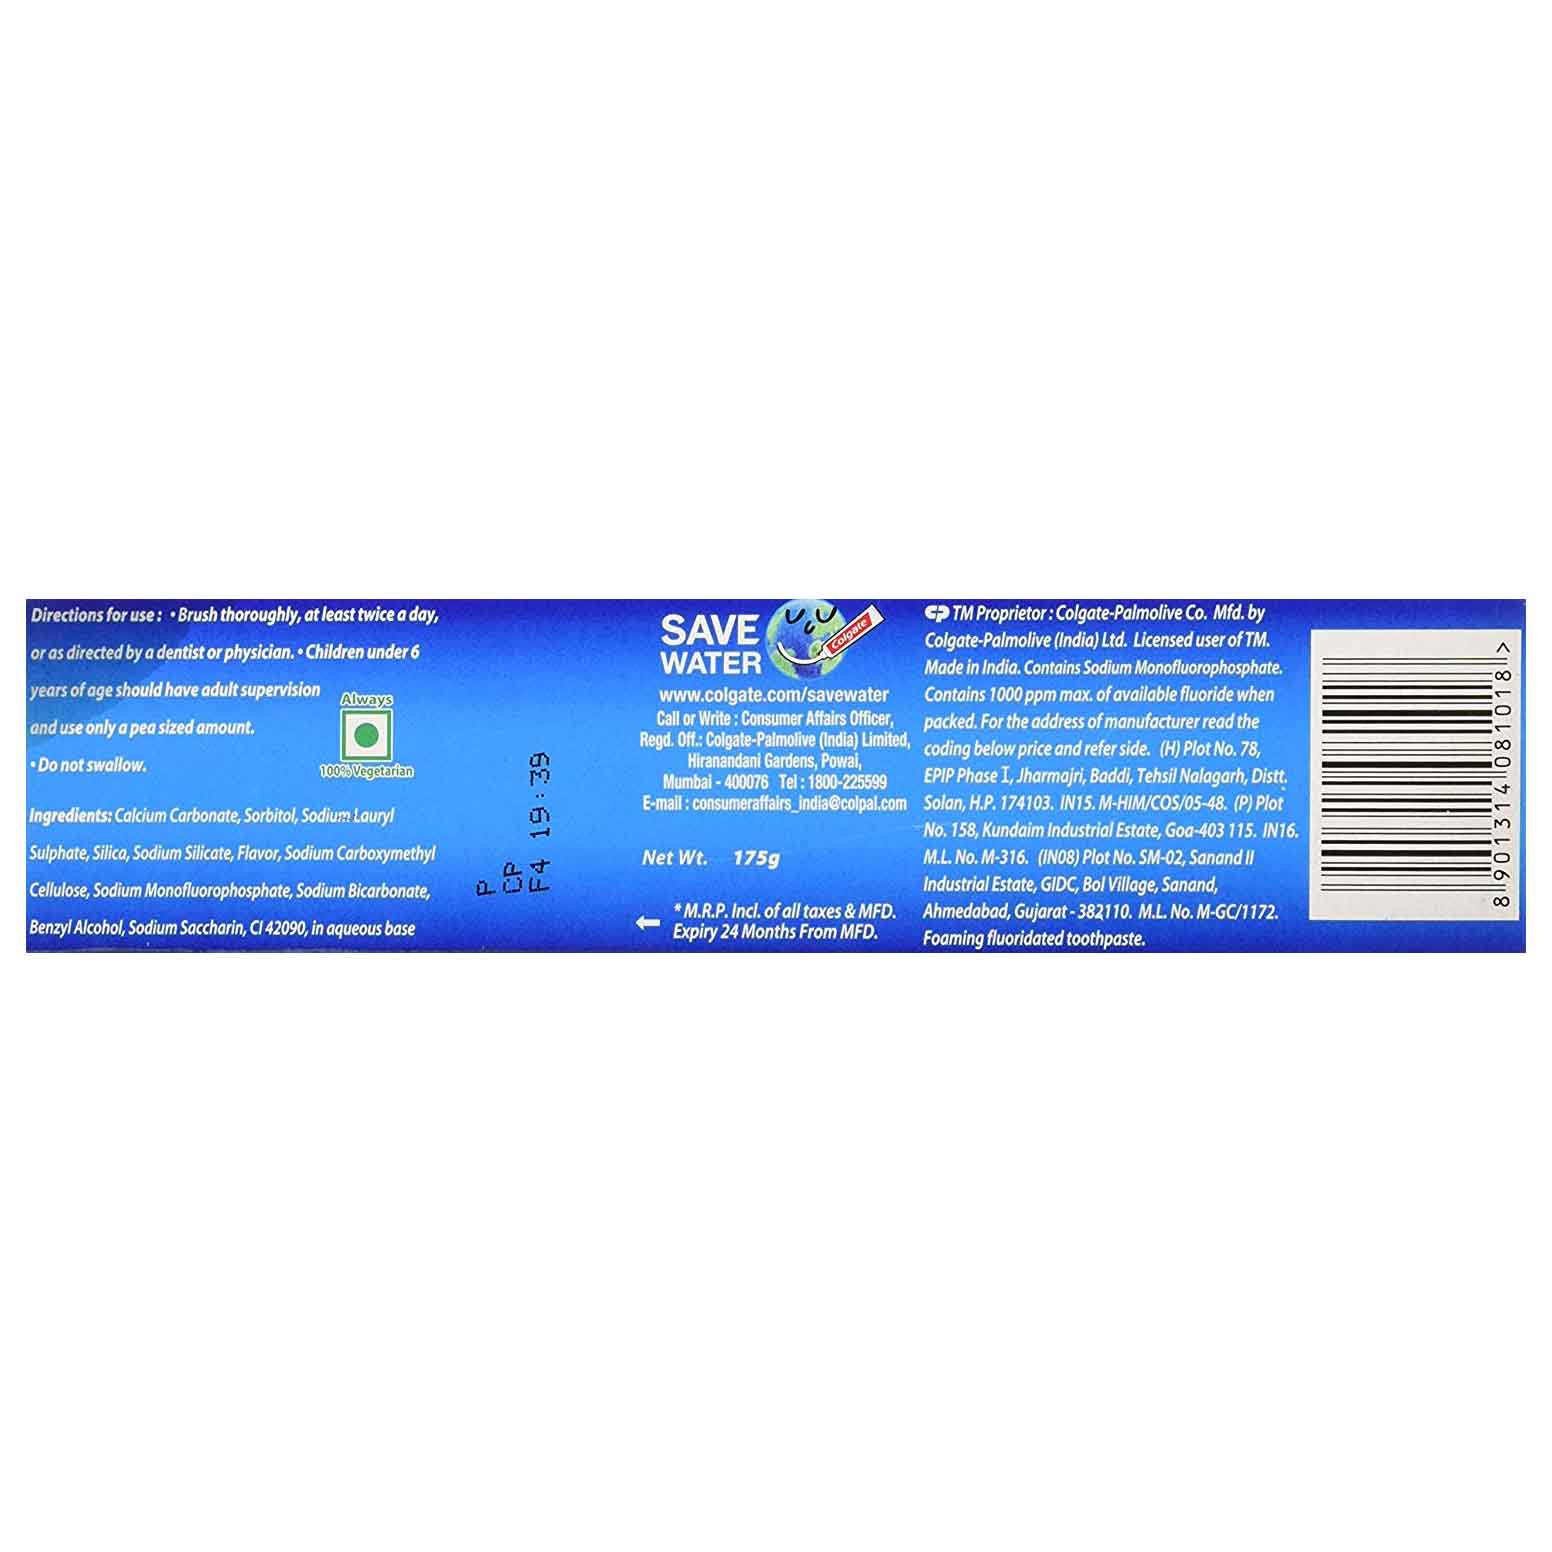 Directions for use : • Brush thoroughly, at least twice a day,
or as directed by a dentist or physician. • Children under 6
years of age should have adult supervision
and use only a pea sized amount.
• Do not swallow.
Always
100% Vegetarian
Ingredients: Calcium Carbonate, Sorbitol, Sodium Lauryl
Sulphate, Silica, Sodium Silicate, Flavor, Sodium Carboxymethyl
Cellulose, Sodium Monofluorophosphate, Sodium Bicarbonate,
Benzyl Alcohol, Sodium Saccharin, CI 42090, in aqueous base
P
CP
F4 19:39
SAVE
WATER
Colgate
www.colgate.com/savewater
Call or Write : Consumer Affairs Officer,
Regd. Off.: Colgate-Palmolive (India) Limited,
Hiranandani Gardens, Powai,
Mumbai - 400076 Tel : 1800-225599
E-mail : consumeraffairs_india@colpal.com
Net Wt. 175g
* M.R.P. Incl. of all taxes & MFD.
Expiry 24 Months From MFD.
CP TM Proprietor : Colgate-Palmolive Co. Mfd. by
Colgate-Palmolive (India) Ltd. Licensed user of TM.
Made in India. Contains Sodium Monofluorophosphate.
Contains 1000 ppm max. of available fluoride when
packed. For the address of manufacturer read the
coding below price and refer side. (H) Plot No. 78,
EPIP Phase I, Jharmajri, Baddi, Tehsil Nalagarh, Distt.
Solan, H.P. 174103. IN15. M-HIM/COS/05-48. (P) Plot
No. 158, Kundaim Industrial Estate, Goa-403 115. IN16.
M.L. No. M-316. (IN08) Plot No. SM-02, Sanand II
Industrial Estate, GIDC, Bol Village, Sanand,
Ahmedabad, Gujarat - 382110. M.L. No. M-GC/1172.
Foaming fluoridated toothpaste.
8 901314 081018 >